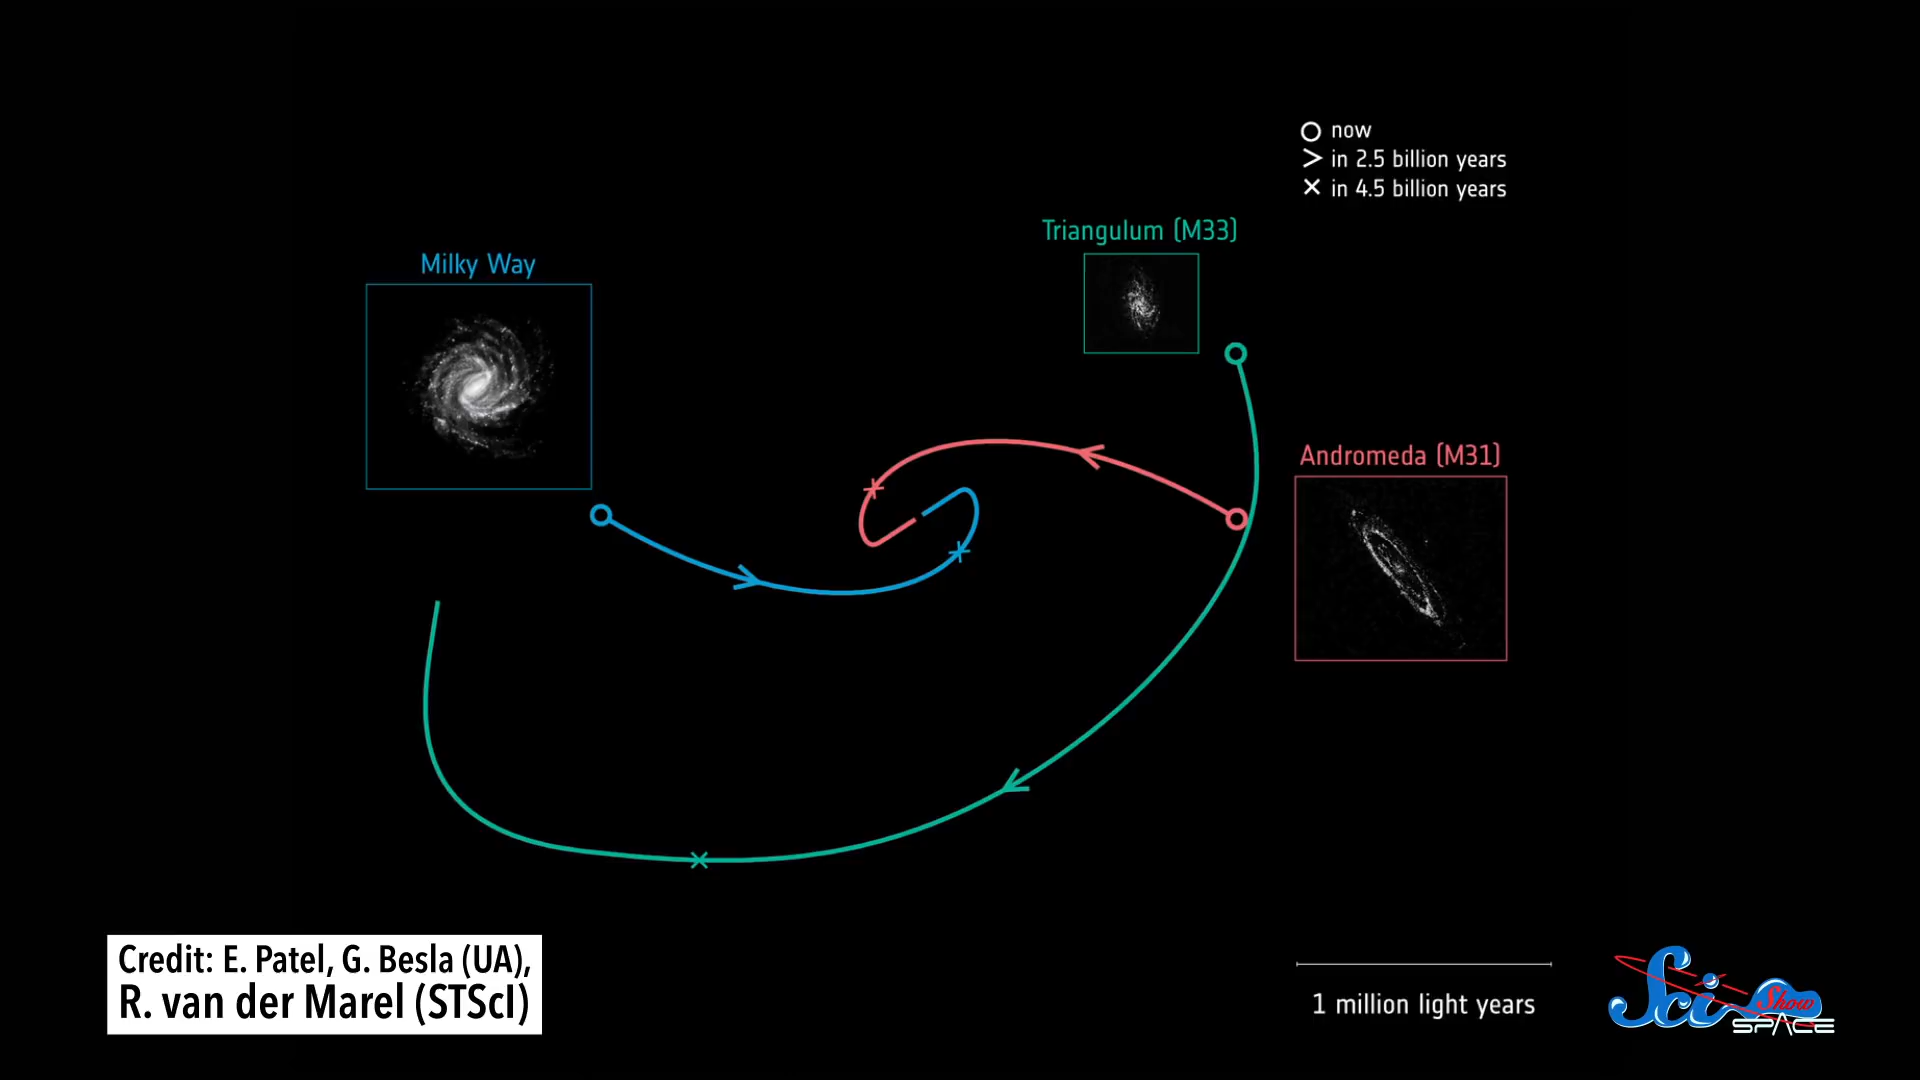 now
in 2.5 billion years
in 4.5 billion years
Triangulum (M33)
Milky Way
Andromeda (M31)
Credit: E. Patel, G. Besla (UA),
R. van der Marel (STScI)
1 million light years
Sci Show
SPACE